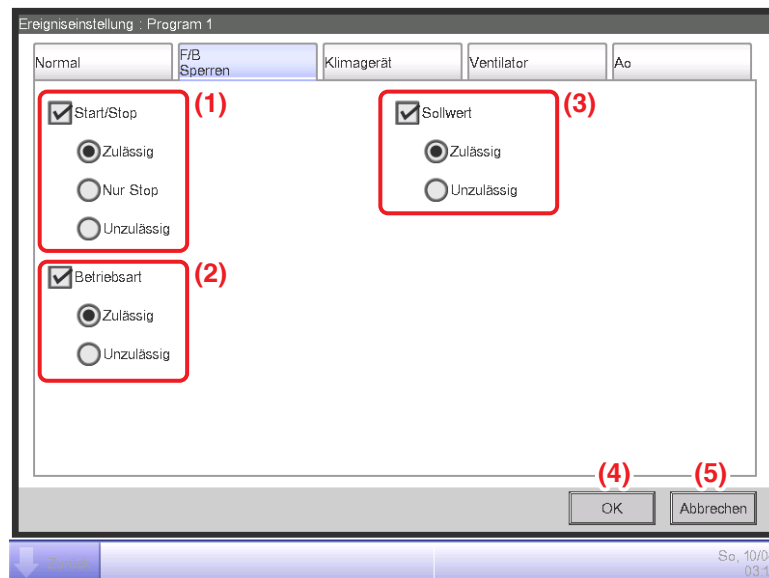 Ereigniseinstellung : Program 1
Normal
F/B
Sperren
Klimagerät
Ventilator
Ao
Start/Stop
(1)
Zulässig
Nur Stop
Unzulässig
Sollwert
(3)
Zulässig
Unzulässig
Betriebsart
(2)
Zulässig
Unzulässig
(4)
(5)
OK
Abbrechen
Zurück
So, 10/0
03:1